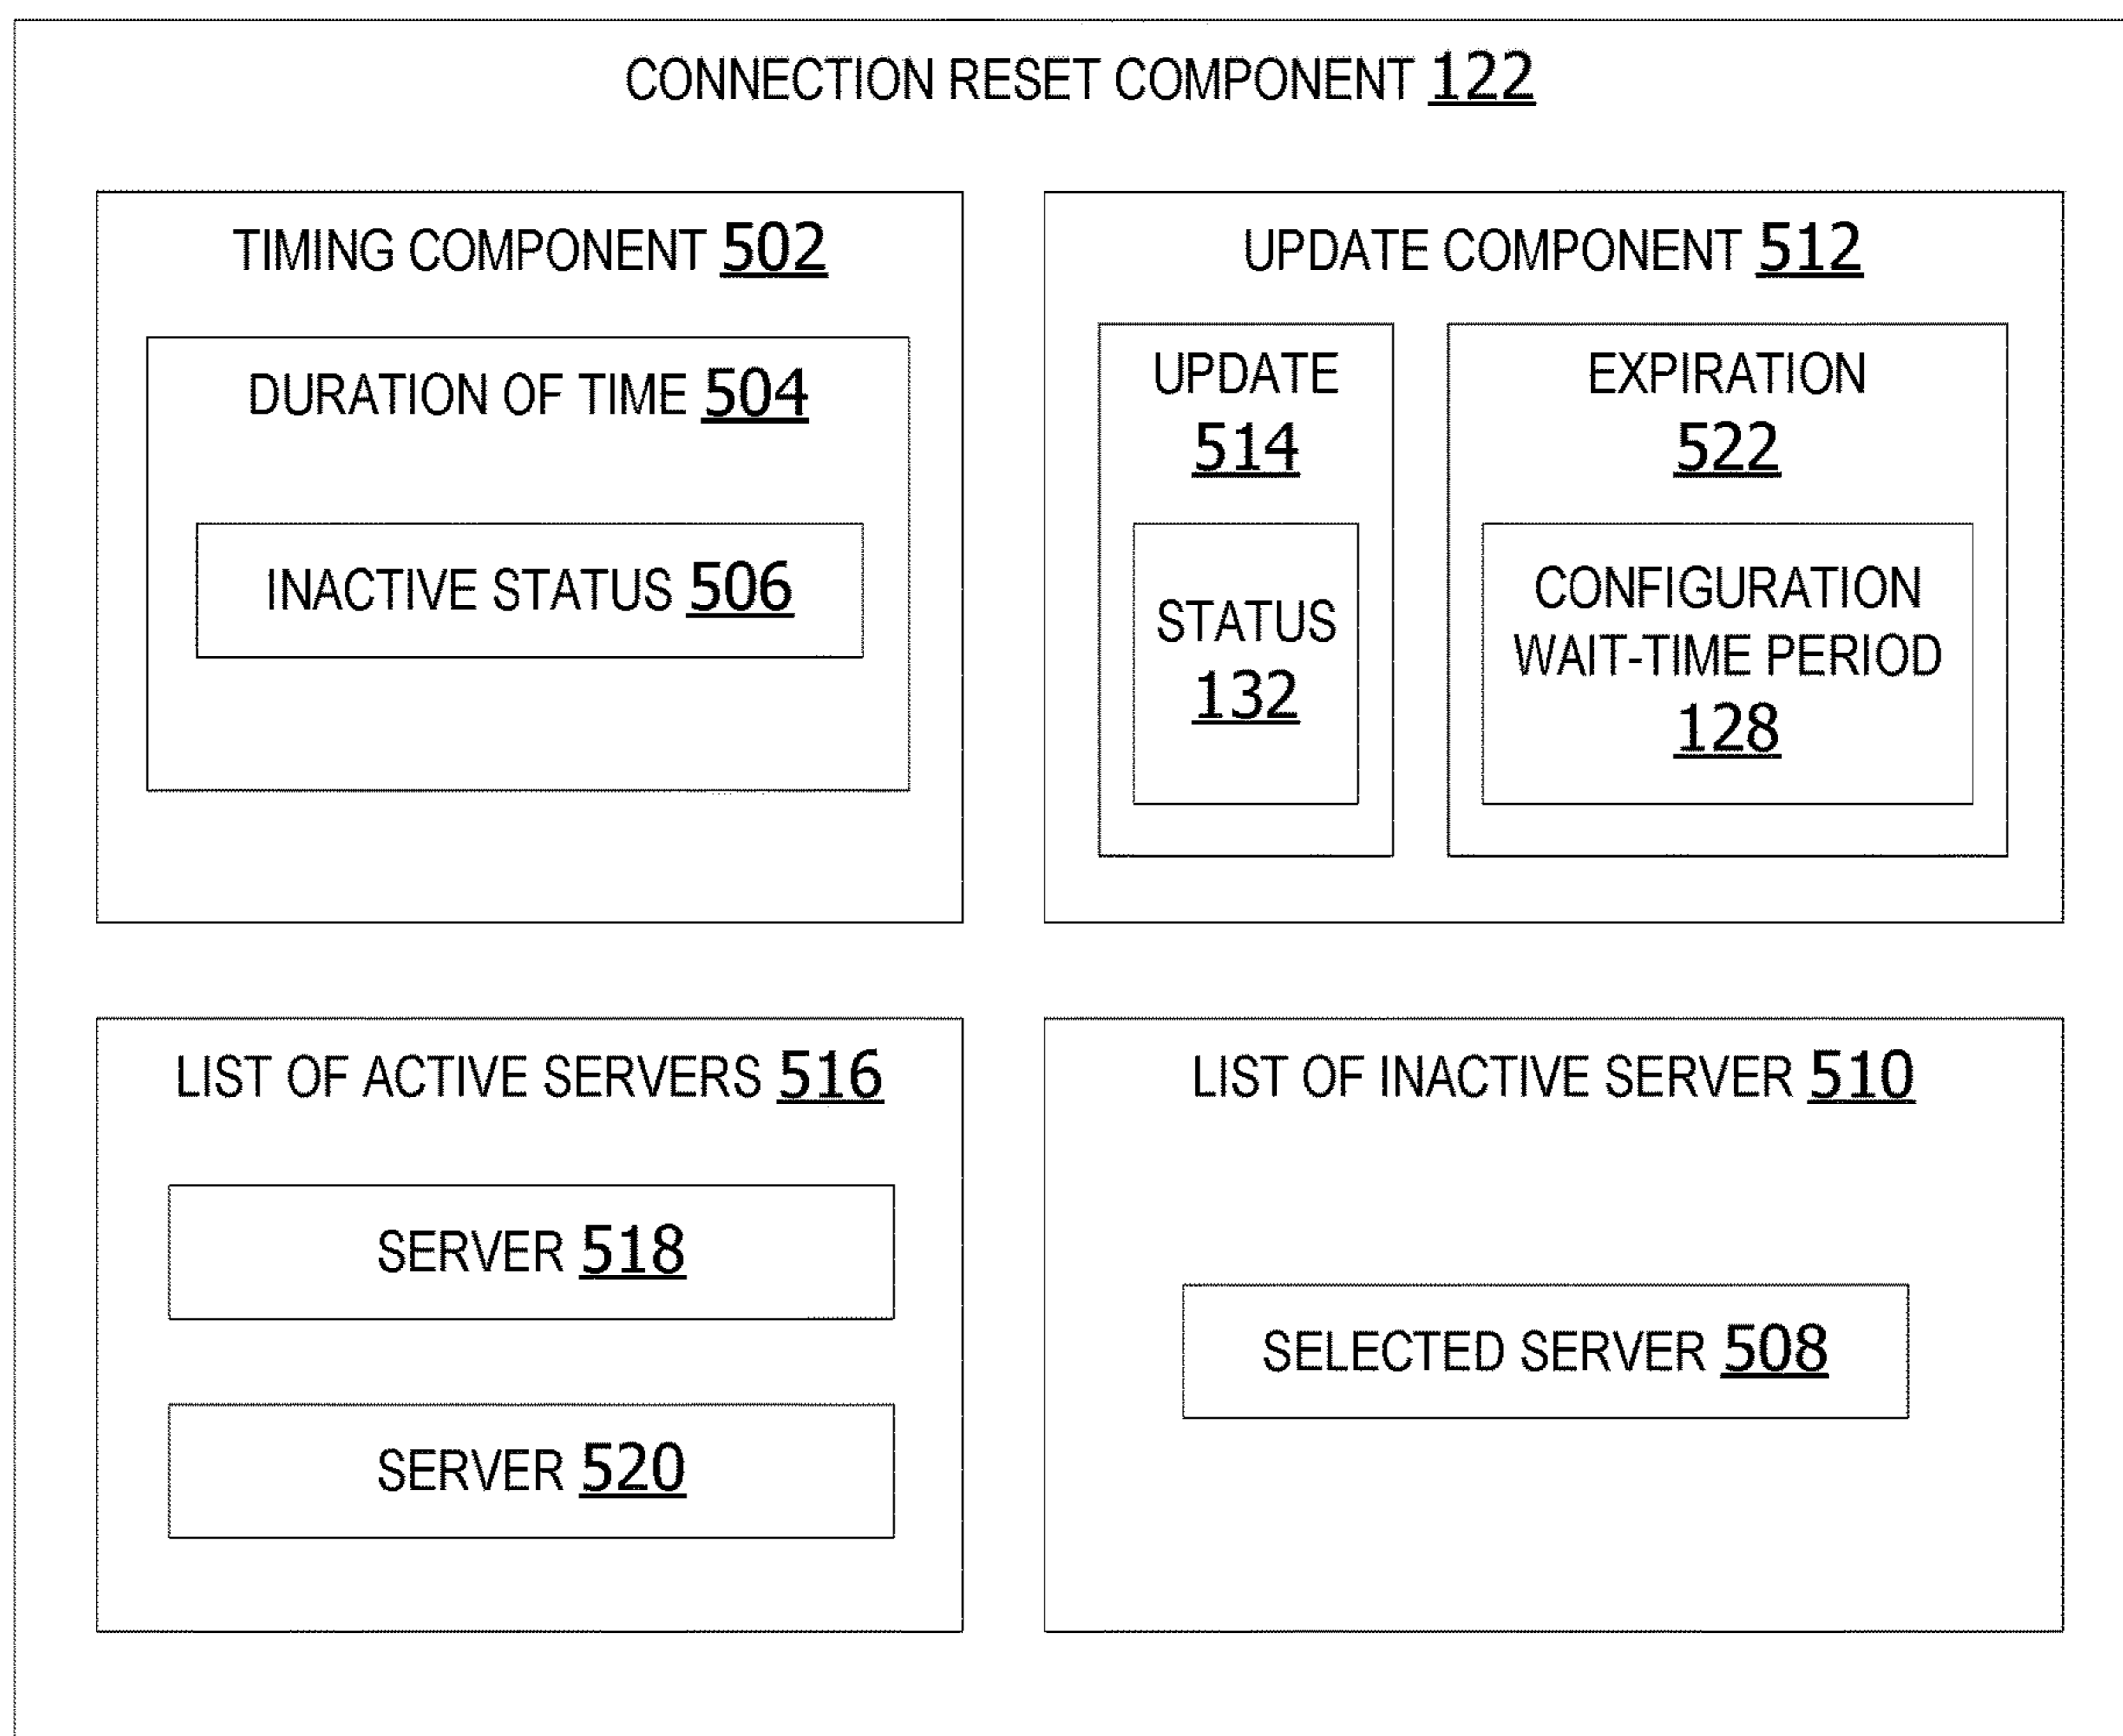 CONNECTION RESET COMPONENT 122
TIMING COMPONENT 502
DURATION OF TIME 504
INACTIVE STATUS 506
UPDATE COMPONENT 512
UPDATE
514
STATUS
132
EXPIRATION
522
CONFIGURATION
WAIT-TIME PERIOD
128
LIST OF ACTIVE SERVERS 516
SERVER 518
SERVER 520
LIST OF INACTIVE SERVER 510
SELECTED SERVER 508